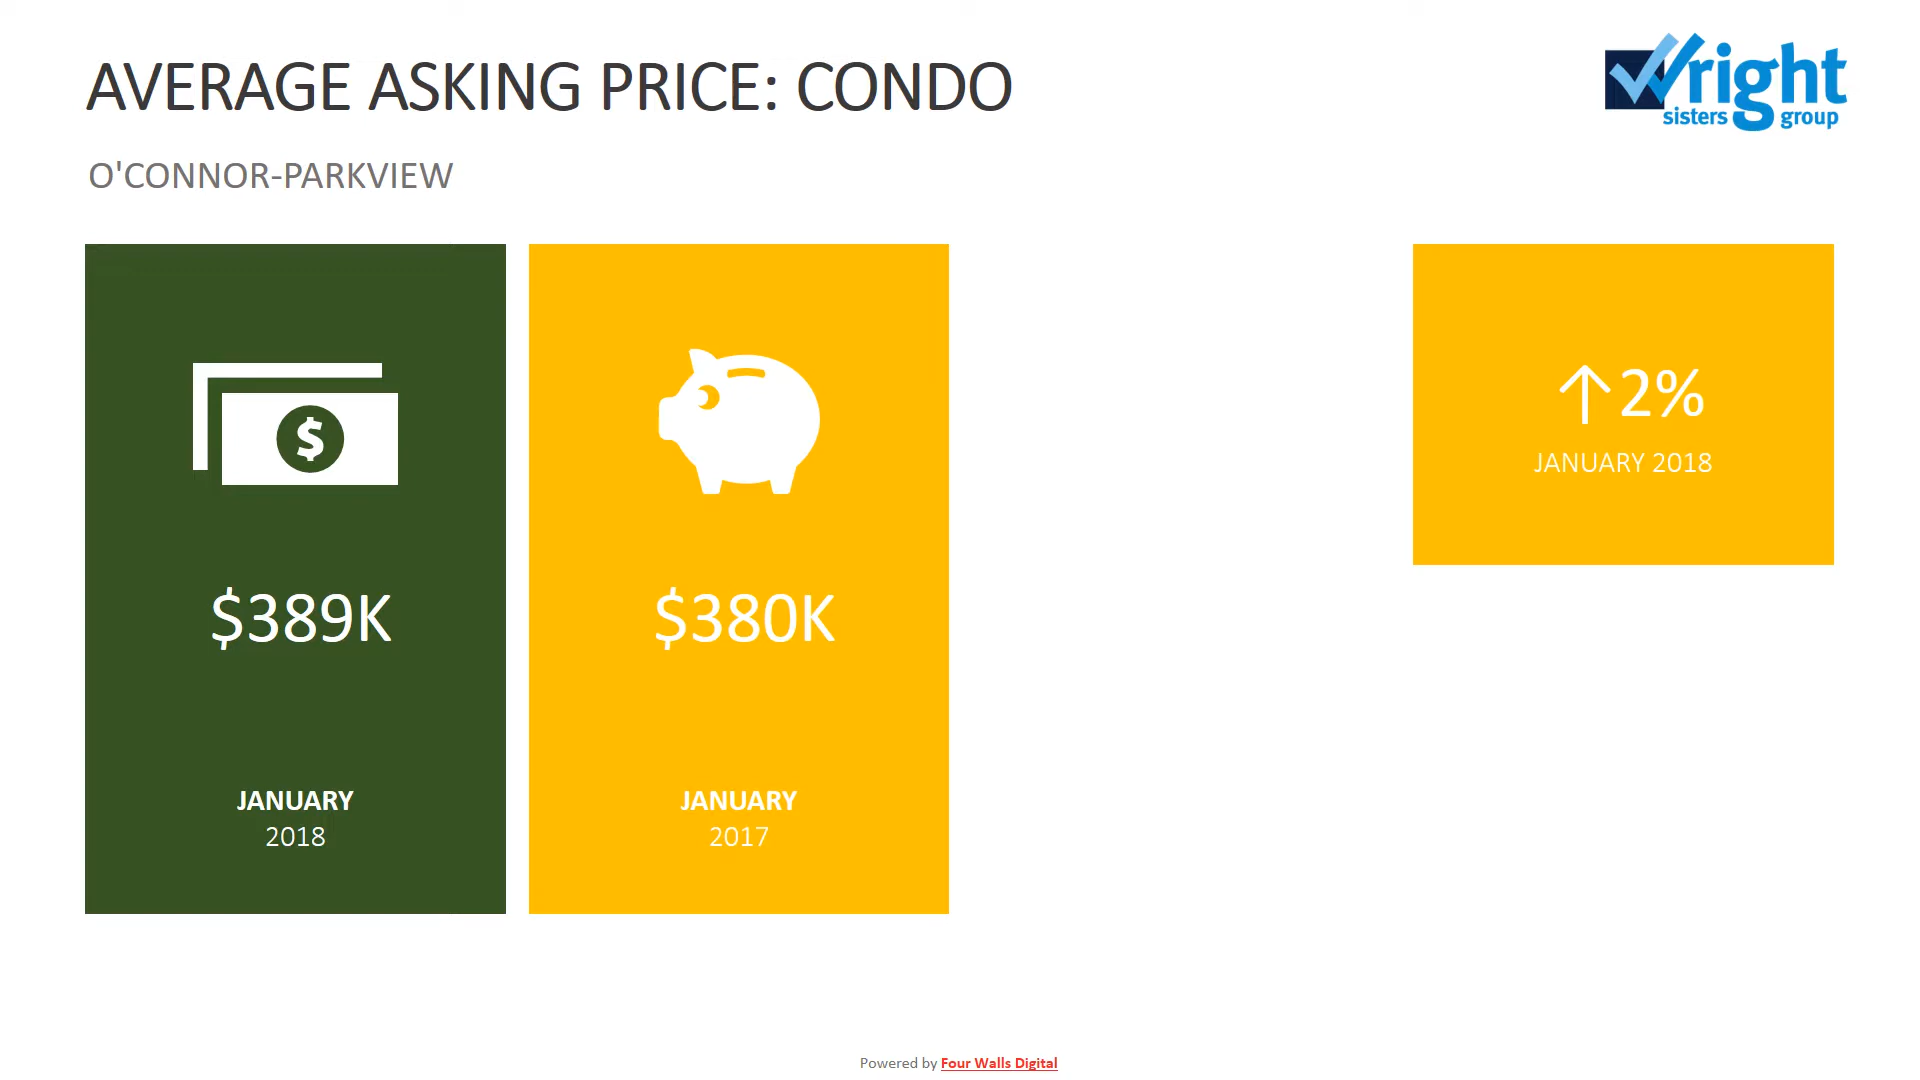 AVERAGE ASKING PRICE: CONDO
Wright
sisters group
O'CONNOR-PARKVIEW
$
$389K
JANUARY
2018
$380K
JANUARY
2017
↑2%
JANUARY 2018
Powered by Four Walls Digital